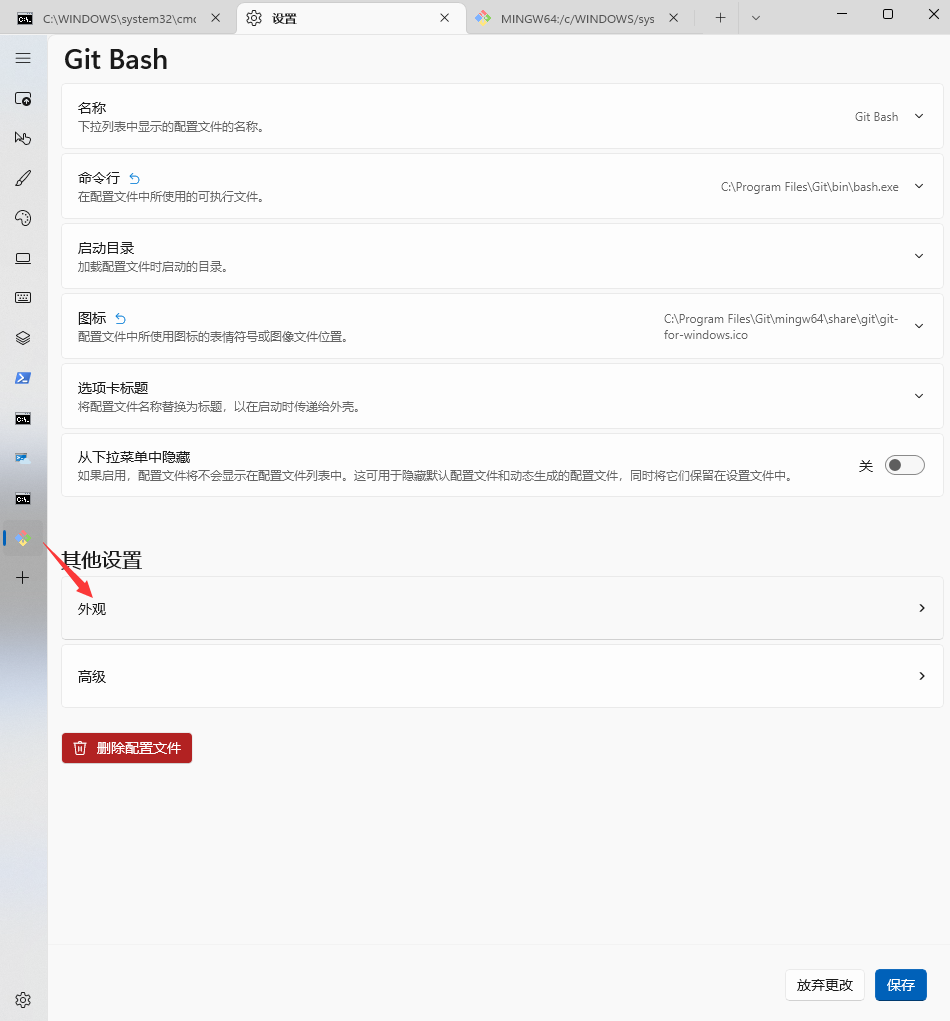 C:\WINDOWS\system32\cmc
设置
MINGW64:/c/WINDOWS/sys
Git Bash
名称
下拉列表中显示的配置文件的名称。
Git Bash
命令行
在配置文件中所使用的可执行文件。
C:\Program Files\Git\bin\bash.exe
启动目录
加载配置文件时启动的目录。
图标
配置文件中所使用图标的表情符号或图像文件位置。
C:\Program Files\Git\mingw64\share\git\git-
for-windows.ico
选项卡标题
将配置文件名称替换为标题，以在启动时传递给外壳。
从下拉菜单中隐藏
如果启用，配置文件将不会显示在配置文件列表中。这可用于隐藏默认配置文件和动态生成的配置文件，同时将它们保留在设置文件中。
关
其他设置
外观
高级
删除配置文件
放弃更改
保存